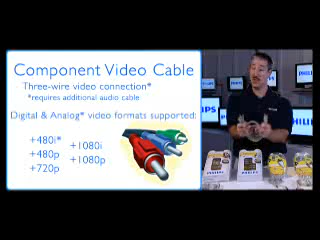 Component Video Cable
Three-wire video connection*
*requires additional audio cable
Digital & Analog* video formats supported:
+480i*
+480p
+720p
+1080i
+1080p
PHILIPS
PHILIPS